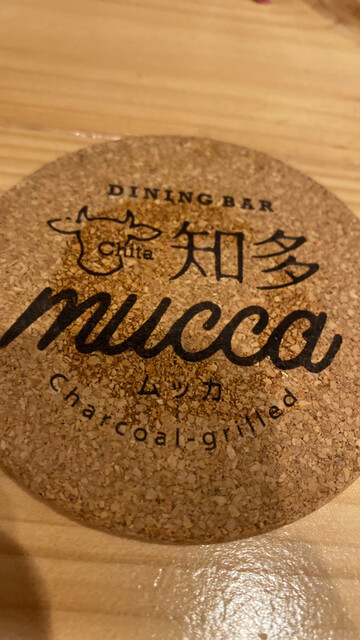 DINING BAR
Chita 知多
mucca
ムッカ
Charcoal-grilled